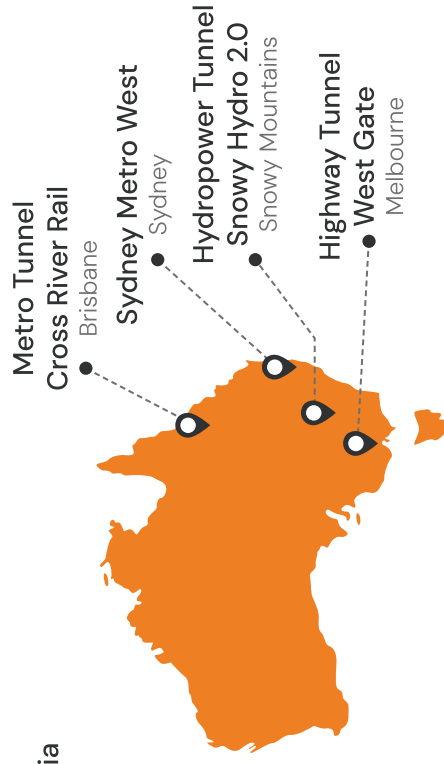 ia
Metro Tunnel
Cross River Rail
Brisbane
Sydney Metro West
Sydney
Hydropower Tunnel
Snowy Hydro 2.0
Snowy Mountains
Highway Tunnel
West Gate
Melbourne